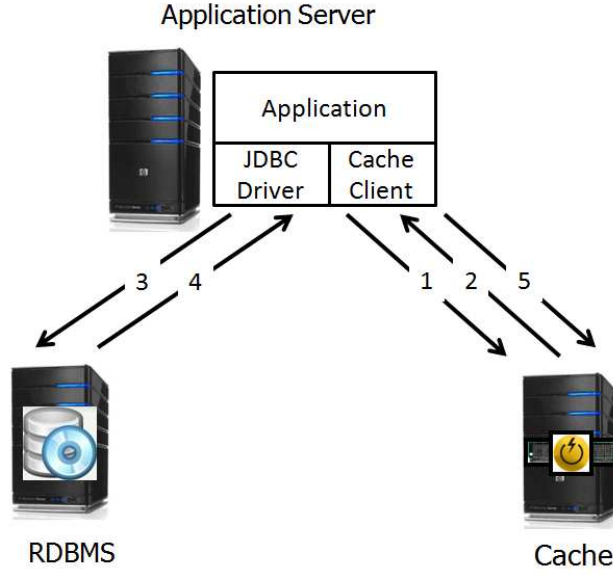 Application Server
Application
JDBC
Driver
Cache
Client
3
4
1
2
5
RDBMS
Cache